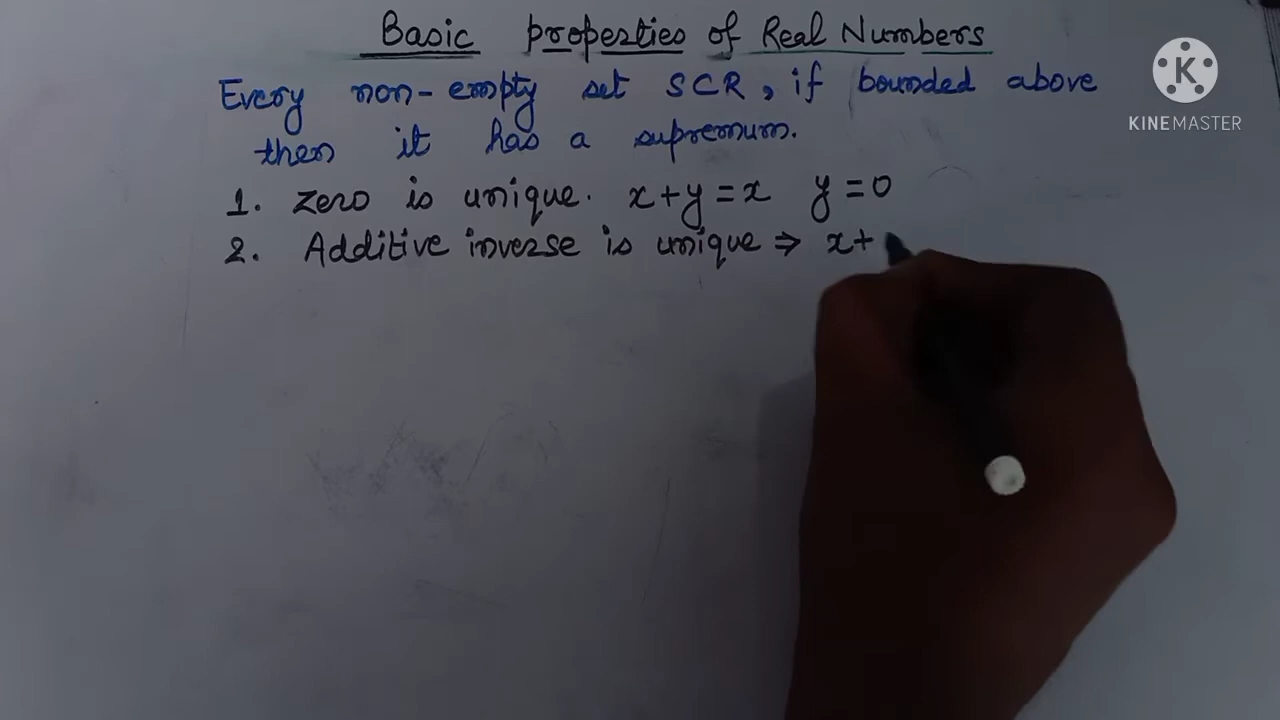 Basic properties of Real Numbers
Every non-empty set SCR, if bounded above
then it has a supremum.
1. Zero is unique. x+y=x y=0
2. Additive inverse is unique ⇒ x+
K
KINEMASTER